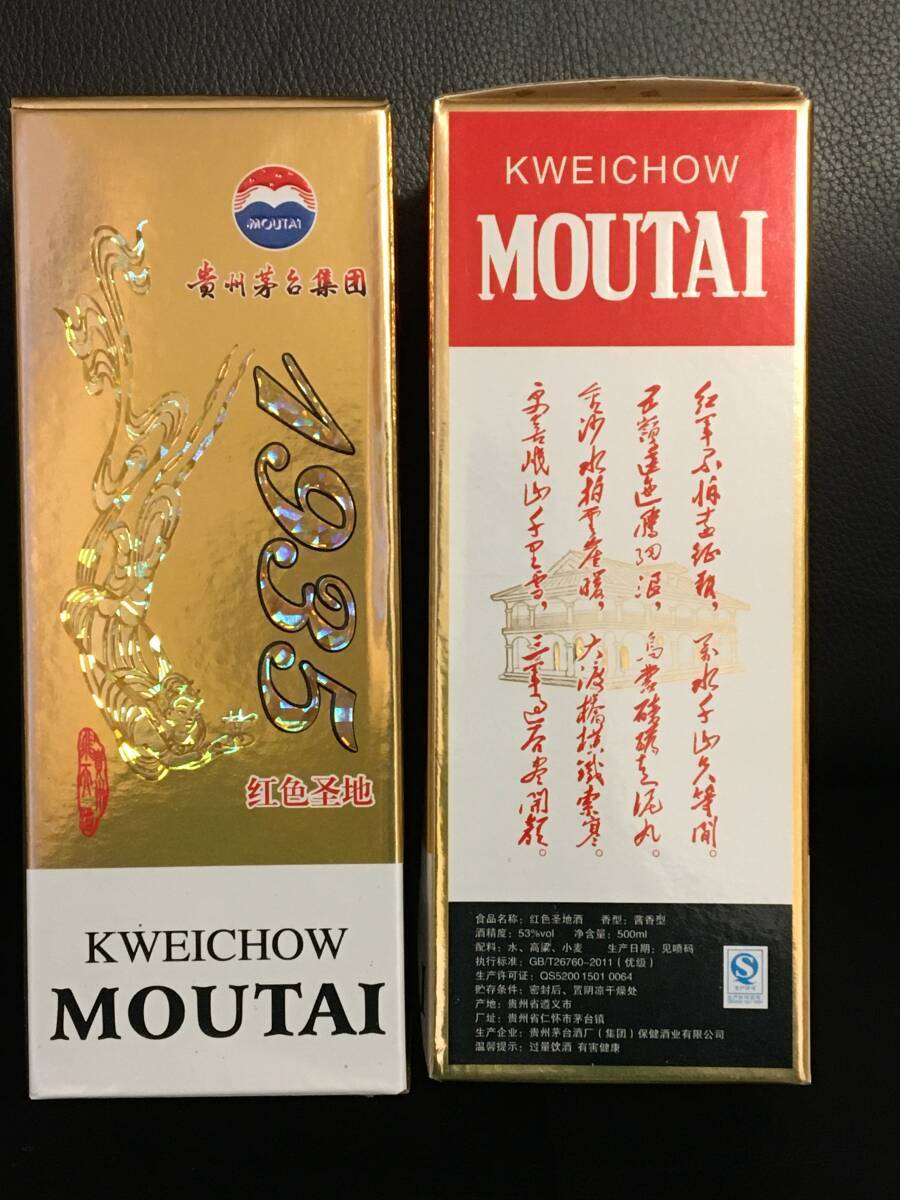 MOUTAI
貴州茅台集团
1935
红色圣地
KWEICHOW
MOUTAI
KWEICHOW
MOUTAI
红军不怕远征难，万水千山只等闲。
五岭逶迤腾细浪，乌蒙磅礴走泥丸。
金沙水拍云崖暖，大渡桥横铁索寒。
更喜岷山千里雪，三军过后尽开颜。
食品名称：红色圣地酒 香型：酱香型
酒精度：53%vol 净含量：500ml
配料：水、高粱、小麦 生产日期：见喷码
执行标准：GB/T26760-2011（优级）
生产许可证：QS5200 1501 0064
贮存条件：密封后、置阴凉干燥处
产地：贵州省遵义市
厂址：贵州省仁怀市茅台镇
生产企业：贵州茅台酒厂（集团）保健酒业有限公司
温馨提示：过量饮酒 有害健康
生产许可